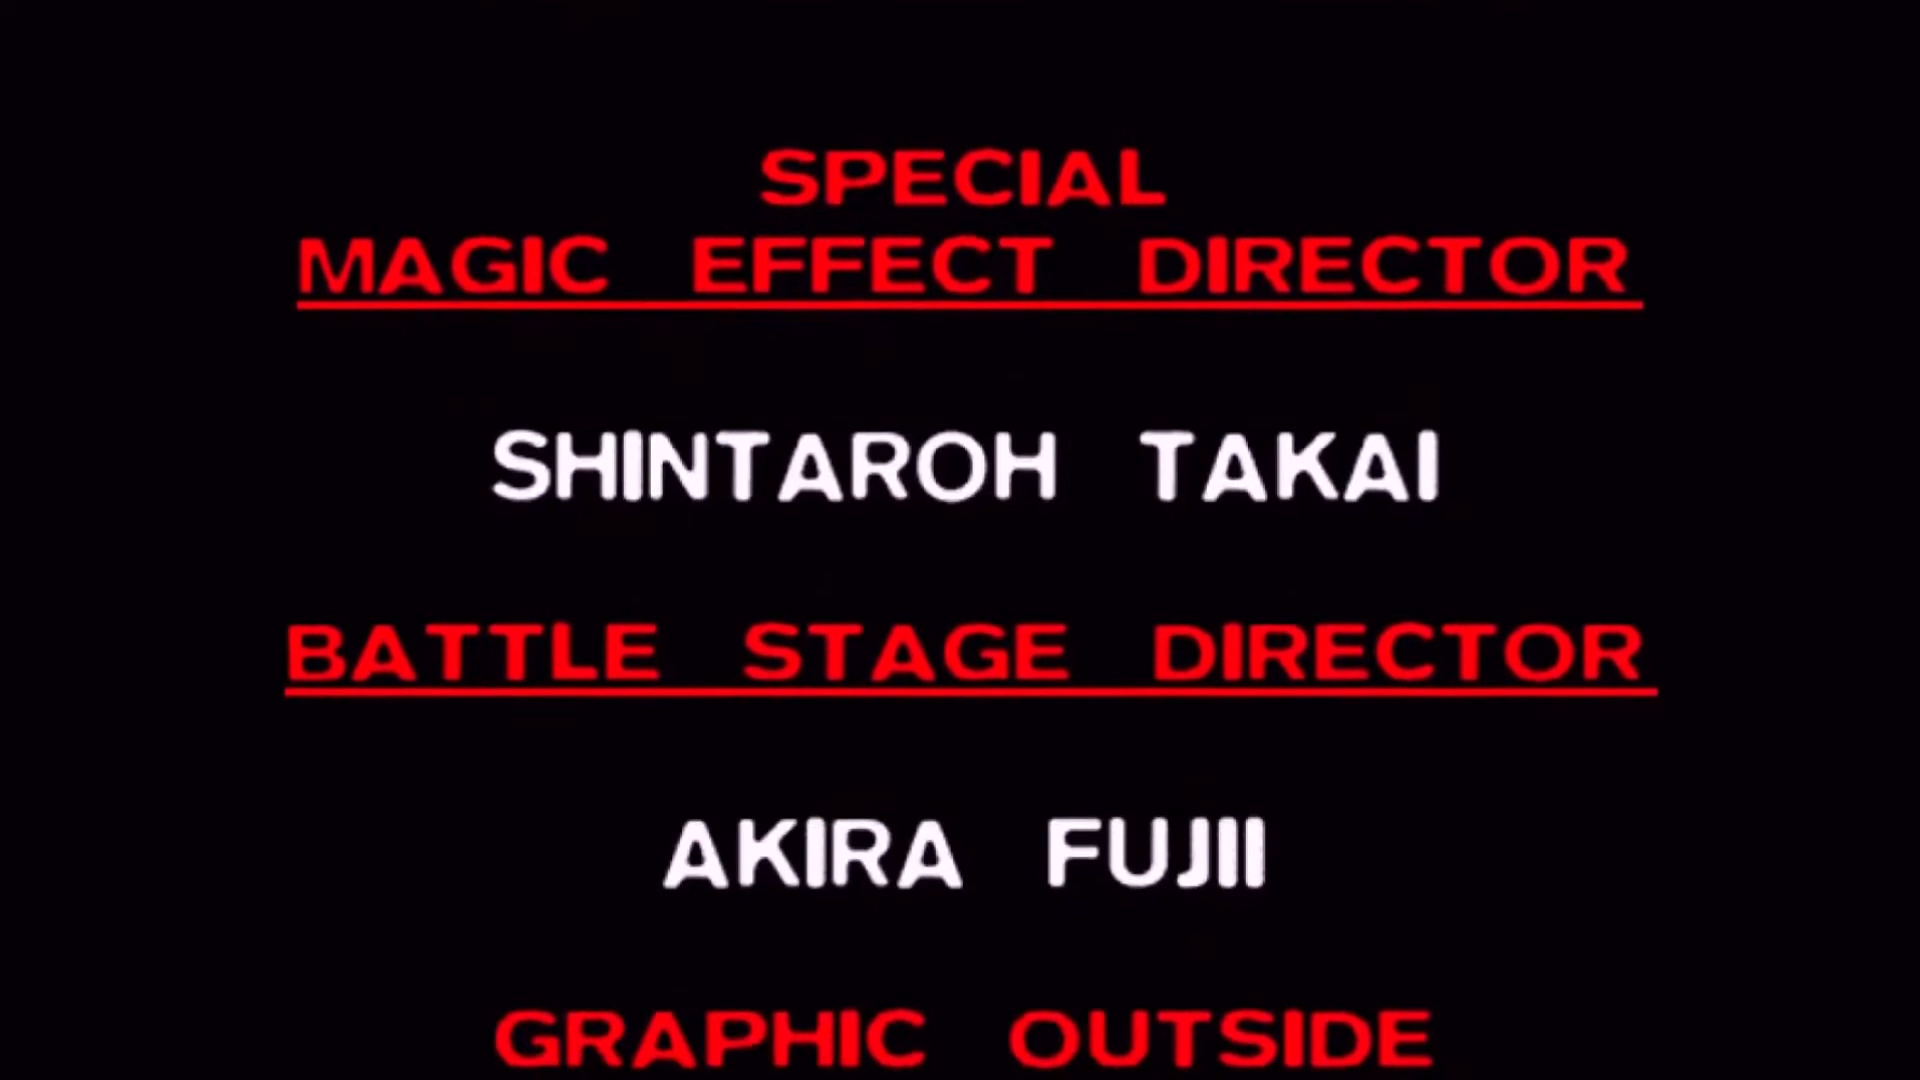 SPECIAL
MAGIC EFFECT DIRECTOR
SHINTAROH TAKAI
BATTLE STAGE DIRECTOR
AKIRA FUJII
GRAPHIC OUTSIDE